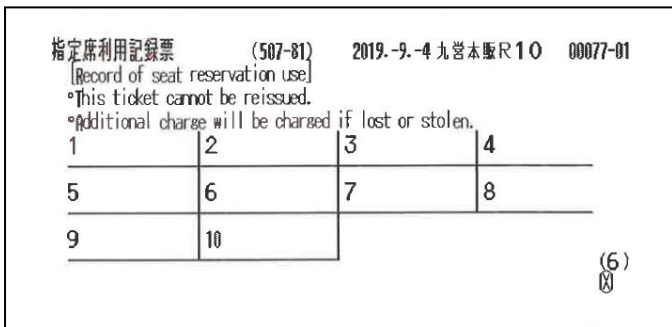 指定席利用記録票 (507-81) 2019.-9.-4 九営本販R10 00077-01
[Record of seat reservation use]
°This ticket cannot be reissued.
°Additional charge will be charged if lost or stolen.
1 2 3 4
5 6 7 8
9 10
(6)
Ⓧ